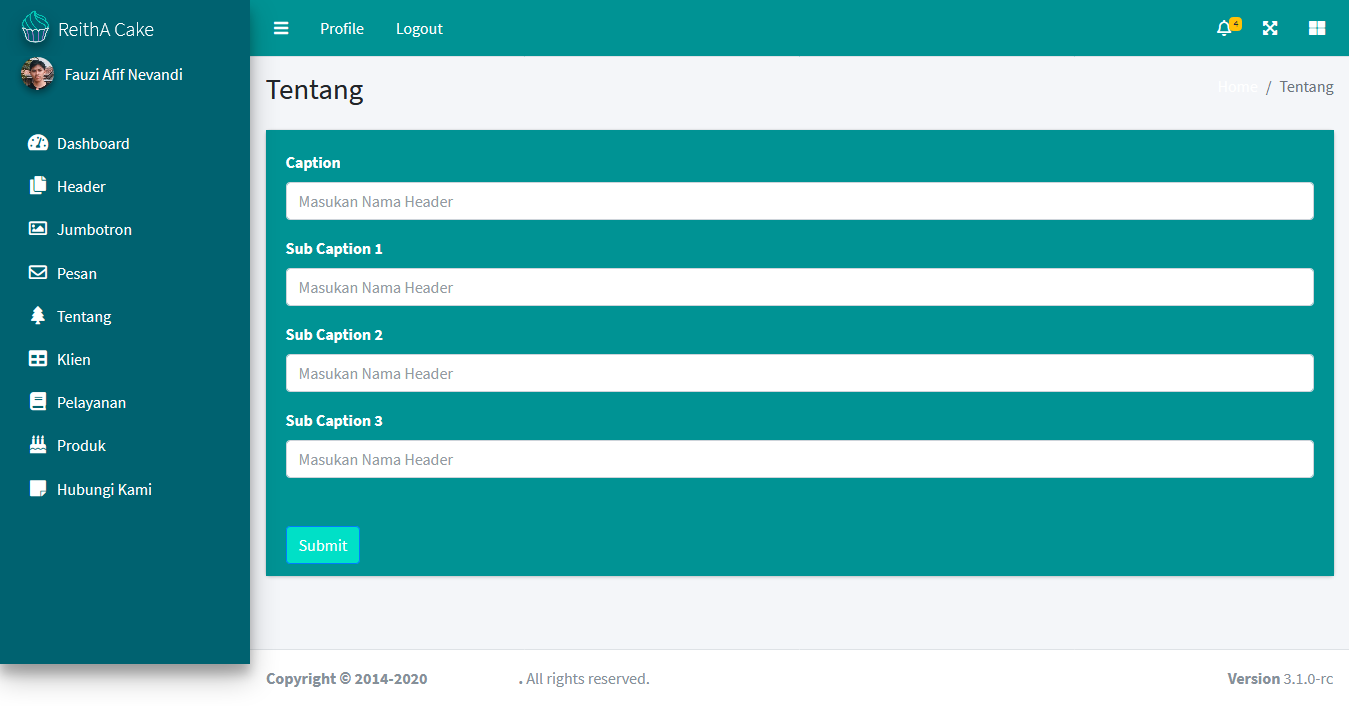 ReithA Cake
Fauzi Afif Nevandi
Dashboard
Header
Jumbotron
Pesan
Tentang
Klien
Pelayanan
Produk
Hubungi Kami
Profile
Logout
4
Tentang
Home / Tentang
Caption
Masukan Nama Header
Sub Caption 1
Masukan Nama Header
Sub Caption 2
Masukan Nama Header
Sub Caption 3
Masukan Nama Header
Submit
Copyright © 2014-2020 . All rights reserved.
Version 3.1.0-rc